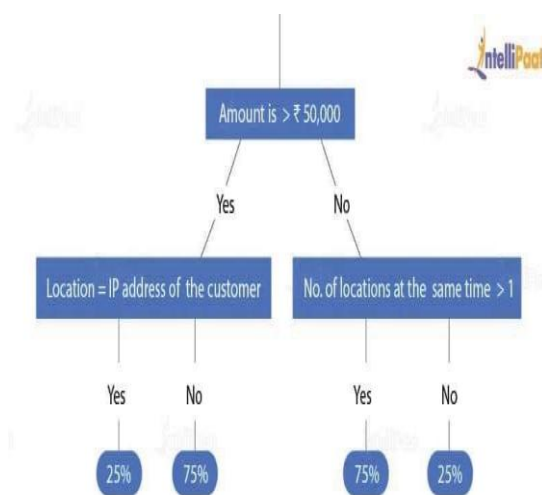 IntelliPaat
Amount is > ₹ 50,000
Yes
No
Location = IP address of the customer
No. of locations at the same time > 1
Yes
No
Yes
No
25%
75%
75%
25%